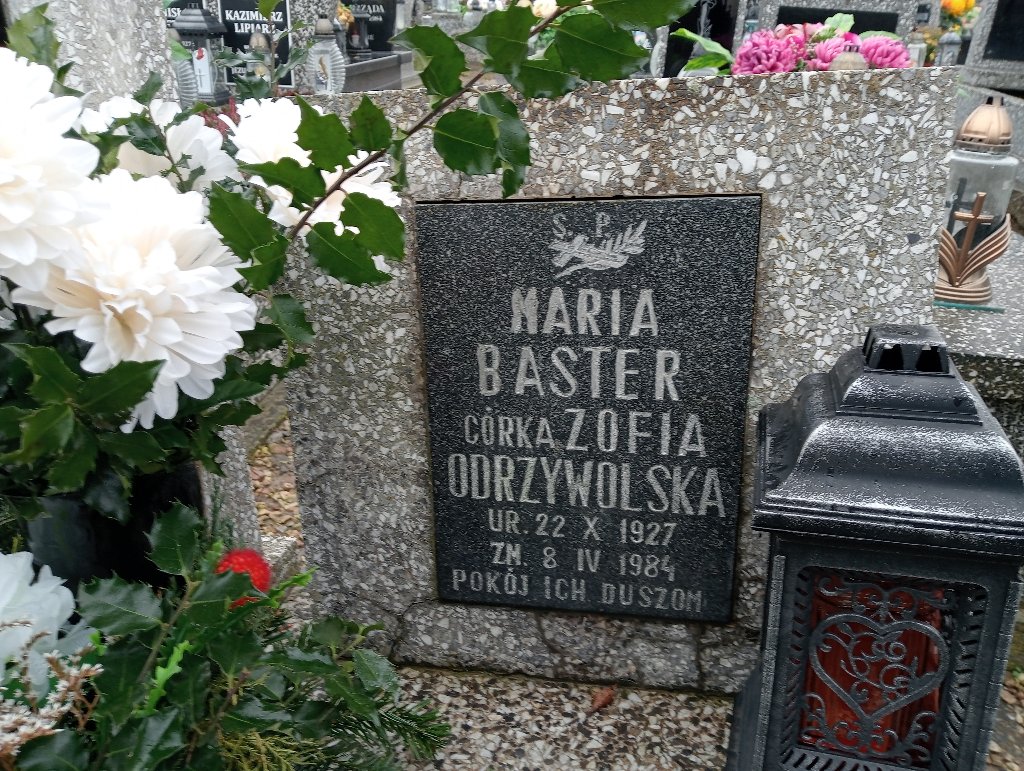 KAZIMIERZ
LIPIARZ
S. P.
MARIA
BASTER
CÓRKA ZOFIA
ODRZYWOLSKA
UR. 22 X 1927
ZM. 8 IV 1984
POKÓJ ICH DUSZOM